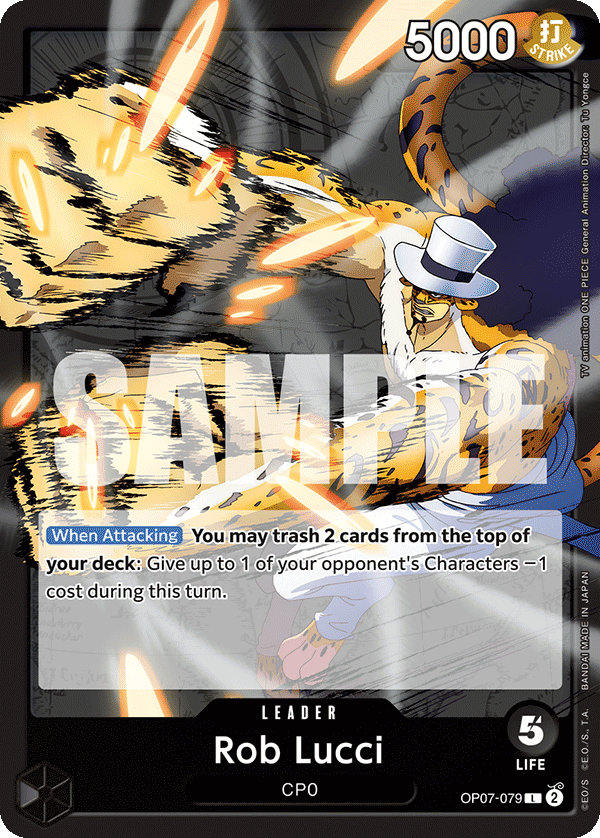 5000
打
STRIKE
TV animation ONE PIECE General Animation Director: Tu Yongce
SAMPLE
When Attacking You may trash 2 cards from the top of
your deck: Give up to 1 of your opponent's Characters −1
cost during this turn.
LEADER
Rob Lucci
CP0
5
LIFE
OP07-079 L 2
©E.O./S., T.A. BANDAI MADE IN JAPAN
©E.O/S